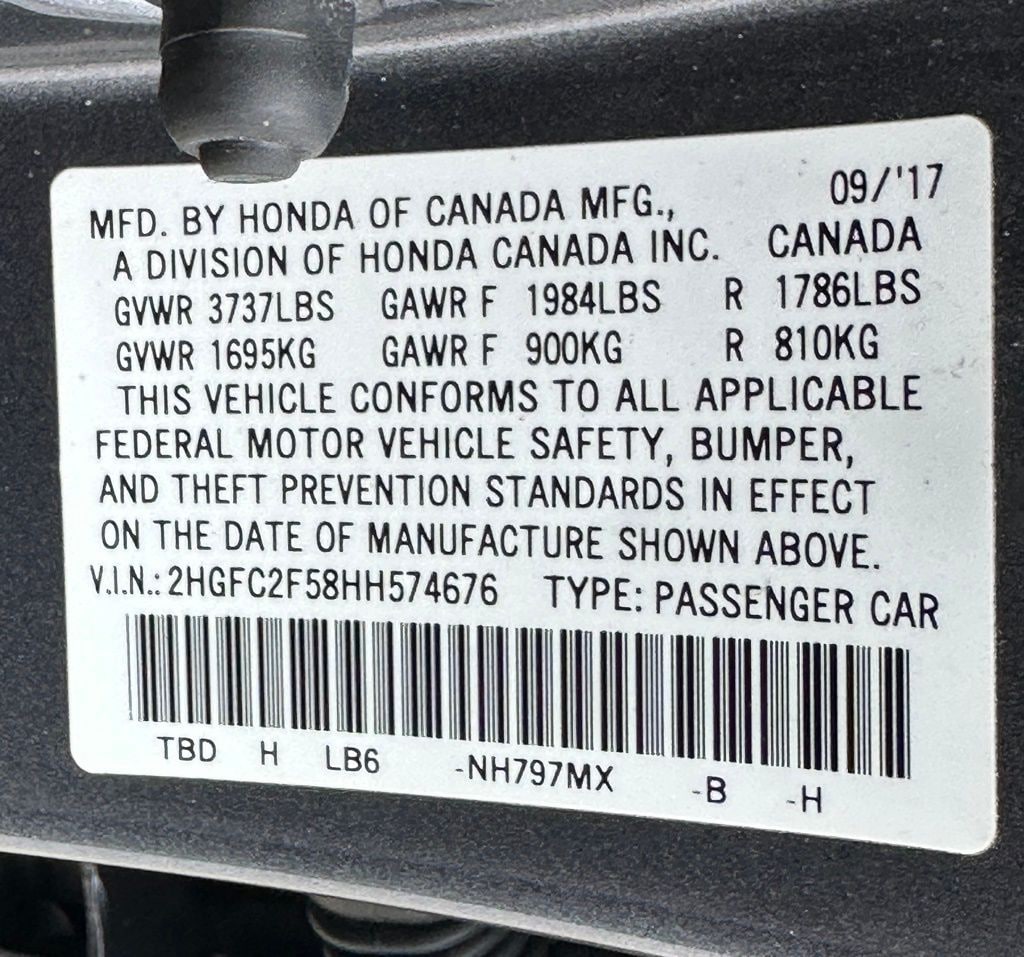 09/'17
MFD. BY HONDA OF CANADA MFG.,
A DIVISION OF HONDA CANADA INC. CANADA
GVWR 3737LBS GAWR F 1984LBS R 1786LBS
GVWR 1695KG GAWR F 900KG R 810KG
THIS VEHICLE CONFORMS TO ALL APPLICABLE
FEDERAL MOTOR VEHICLE SAFETY, BUMPER,
AND THEFT PREVENTION STANDARDS IN EFFECT
ON THE DATE OF MANUFACTURE SHOWN ABOVE.
V.I.N.: 2HGFC2F58HH574676 TYPE: PASSENGER CAR
TBD H LB6 -NH797MX -B -H